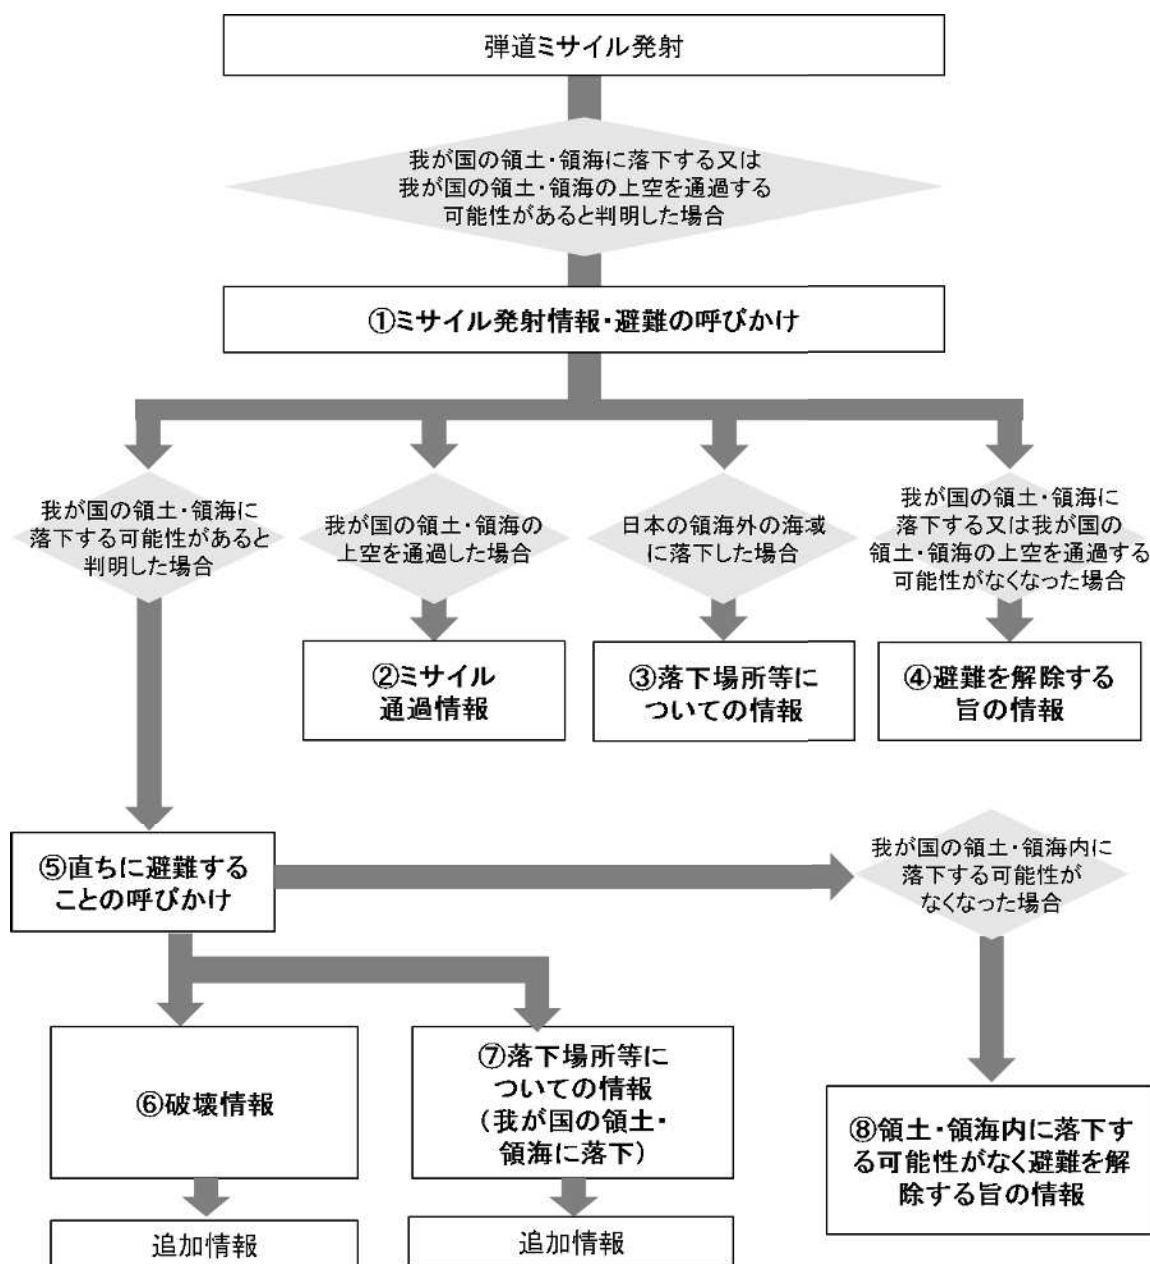 弾道ミサイル発射
我が国の領土・領海に落下する又は
我が国の領土・領海の上空を通過する
可能性があると判明した場合
①ミサイル発射情報・避難の呼びかけ
我が国の領土・領海に
落下する可能性があると
判明した場合
我が国の領土・領海の
上空を通過した場合
日本の領海外の海域
に落下した場合
我が国の領土・領海に
落下する又は我が国の
領土・領海の上空を通過する
可能性がなくなった場合
②ミサイル
通過情報
③落下場所等に
ついての情報
④避難を解除する
旨の情報
⑤直ちに避難する
ことの呼びかけ
我が国の領土・領海内に
落下する可能性が
なくなった場合
⑥破壊情報
⑦落下場所等に
ついての情報
(我が国の領土・
領海に落下)
⑧領土・領海内に落下す
る可能性がなく避難を解
除する旨の情報
追加情報
追加情報